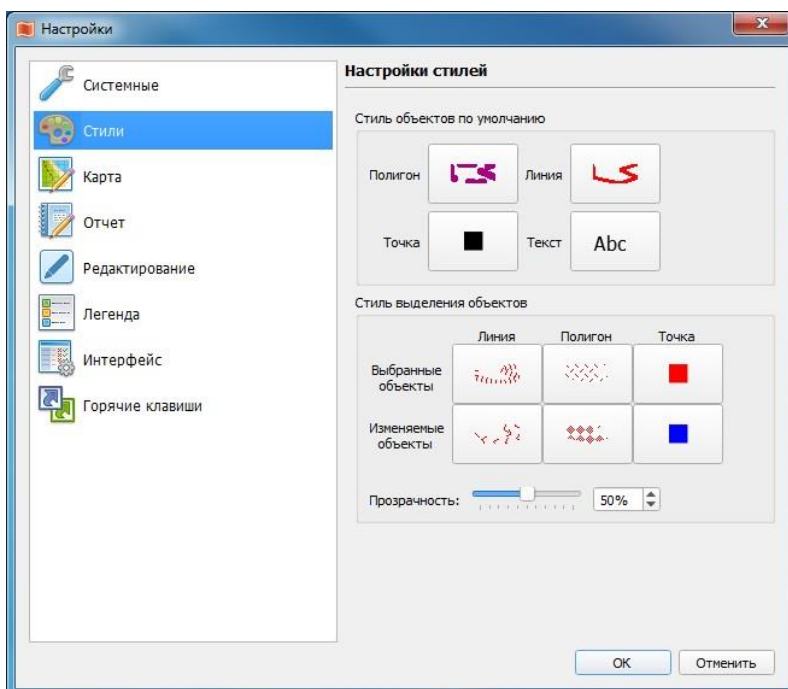 Настройки
Системные
Стили
Карта
Отчет
Редактирование
Легенда
Интерфейс
Горячие клавиши
Настройки стилей
Стиль объектов по умолчанию
Полигон
Линия
Точка
Текст
Abc
Стиль выделения объектов
Линия Полигон Точка
Выбранные
объекты
Изменяемые
объекты
Прозрачность: 50%
OK Отменить